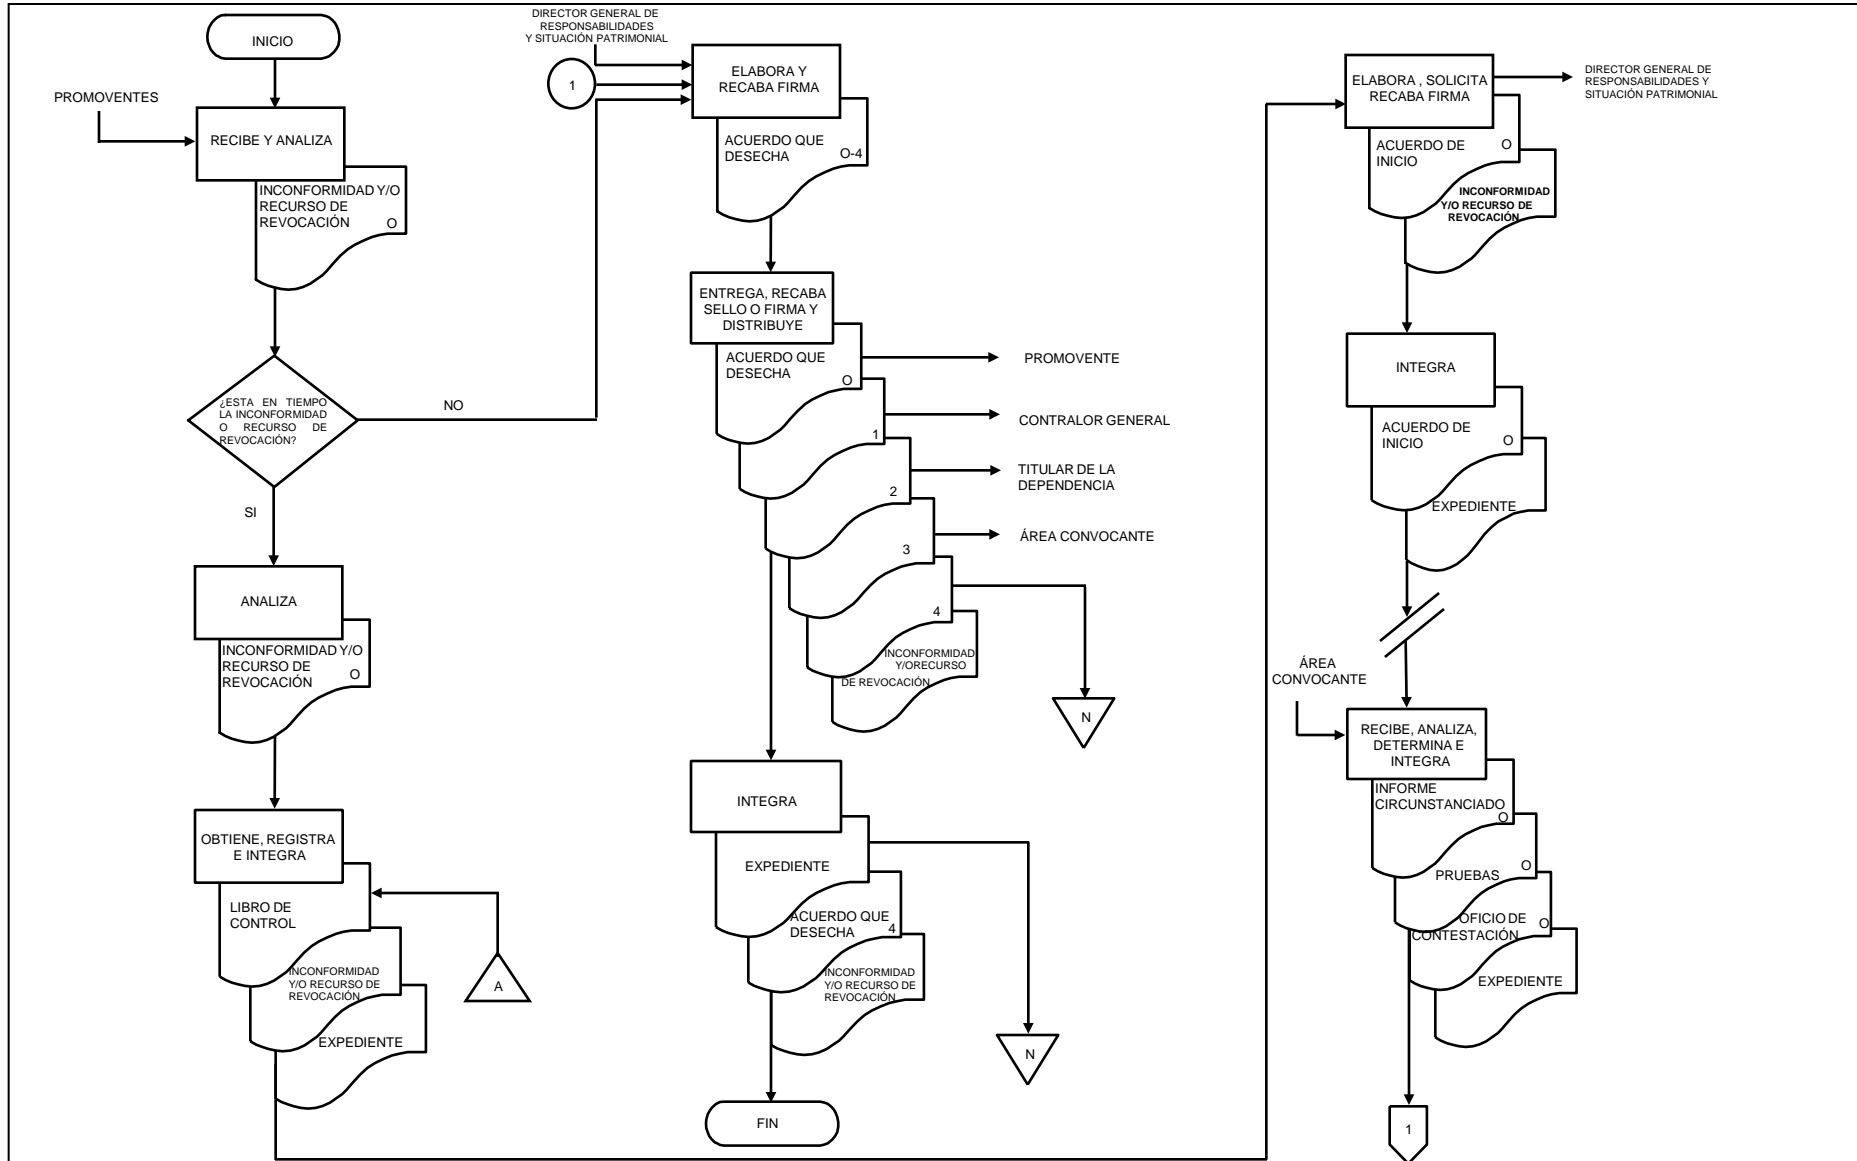 INICIO
PROMOVENTES
RECIBE Y ANALIZA
INCONFORMIDAD Y/O
RECURSO DE
REVOCACIÓN
O
¿ESTA EN TIEMPO
LA INCONFORMIDAD
O RECURSO DE
REVOCACIÓN?
NO
SI
ANALIZA
INCONFORMIDAD Y/O
RECURSO DE
REVOCACIÓN
O
OBTIENE, REGISTRA
E INTEGRA
LIBRO DE
CONTROL
INCONFORMIDAD
Y/O RECURSO DE
REVOCACIÓN
EXPEDIENTE
A
DIRECTOR GENERAL DE
RESPONSABILIDADES
Y SITUACIÓN PATRIMONIAL
1
ELABORA Y
RECABA FIRMA
ACUERDO QUE
DESECHA
O-4
ENTREGA, RECABA
SELLO O FIRMA Y
DISTRIBUYE
ACUERDO QUE
DESECHA
O
PROMOVENTE
1
CONTRALOR GENERAL
2
TITULAR DE LA
DEPENDENCIA
3
ÁREA CONVOCANTE
4
INCONFORMIDAD
Y/ORECURSO
DE REVOCACIÓN
N
INTEGRA
EXPEDIENTE
ACUERDO QUE
DESECHA
4
INCONFORMIDAD
Y/O RECURSO DE
REVOCACIÓN
N
FIN
ELABORA , SOLICITA
RECABA FIRMA
DIRECTOR GENERAL DE
RESPONSABILIDADES Y
SITUACIÓN PATRIMONIAL
ACUERDO DE
INICIO
O
INCONFORMIDAD
Y/O RECURSO DE
REVOCACIÓN
INTEGRA
ACUERDO DE
INICIO
O
EXPEDIENTE
ÁREA
CONVOCANTE
RECIBE, ANALIZA,
DETERMINA E
INTEGRA
INFORME
CIRCUNSTANCIADO
O
PRUEBAS
O
OFICIO DE
CONTESTACIÓN
O
EXPEDIENTE
1